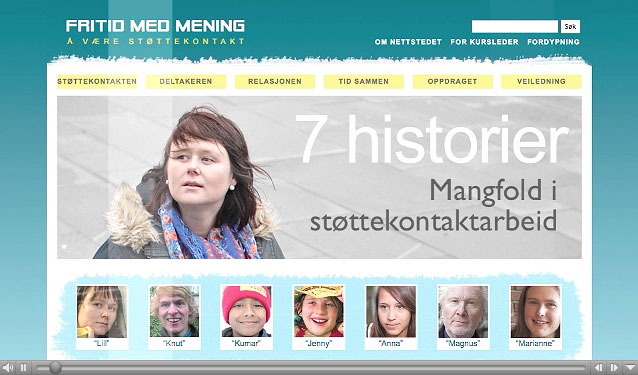 FRITID MED MENING
Å VÆRE STØTTEKONTAKT
Søk
OM NETTSTEDET FOR KURSLEDER FORDYPNING
STØTTEKONTAKTEN DELTAKEREN RELASJONEN TID SAMMEN OPPDRAGET VEILEDNING
7 historier
Mangfold i
støttekontaktarbeid
"Lill" "Knut" "Kumar" "Jenny" "Anna" "Magnus" "Marianne"